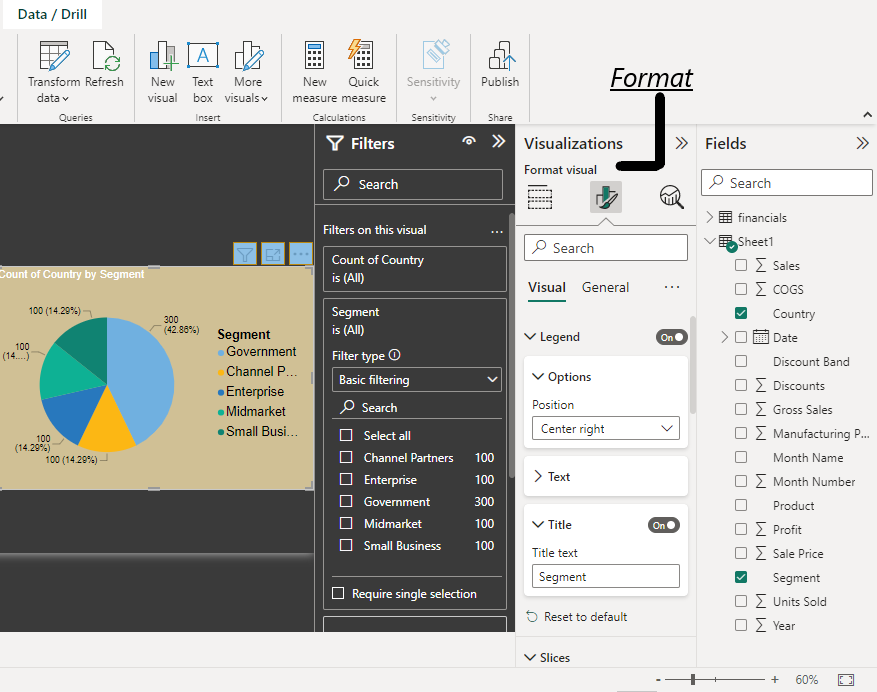 Data / Drill
Transform data
Refresh
New visual
Text box
More visuals
New measure
Quick measure
Sensitivity
Publish
Queries
Insert
Calculations
Sensitivity
Share
Format
Filters
Search
Filters on this visual
...
Count of Country
is (All)
Segment
is (All)
Filter type
Basic filtering
Search
Select all
Channel Partners 100
Enterprise 100
Government 300
Midmarket 100
Small Business 100
Require single selection
Count of Country by Segment
100 (14.29%)
300
(42.86%)
100
(14....)
100
(14.29%)
100 (14.29%)
Segment
Government
Channel P...
Enterprise
Midmarket
Small Busi...
Visualizations
Format visual
Search
Visual General ...
Legend On
Options
Position
Center right
Text
Title On
Title text
Segment
Reset to default
Slices
Fields
Search
financials
Sheet1
Sales
COGS
Country
Date
Discount Band
Discounts
Gross Sales
Manufacturing P...
Month Name
Month Number
Product
Profit
Sale Price
Segment
Units Sold
Year
- + 60%